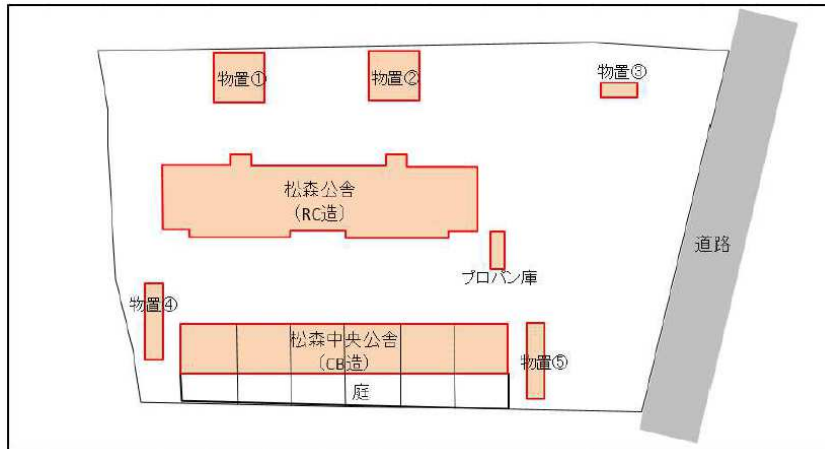 物置①
物置②
物置③
松森公舎
（RC造）
道路
プロパン庫
物置④
松森中央公舎
（CB造）
物置⑤
庭